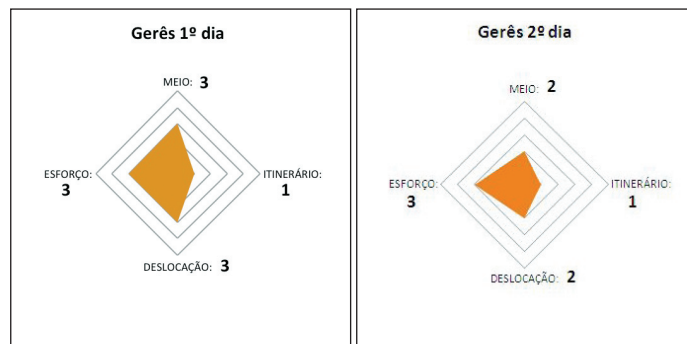 Gerês 1º dia
MEIO: 3
ESFORÇO: 3
ITINERÁRIO: 1
DESLOCAÇÃO: 3
Gerês 2º dia
MEIO: 2
ESFORÇO: 3
ITINERÁRIO: 1
DESLOCAÇÃO: 2